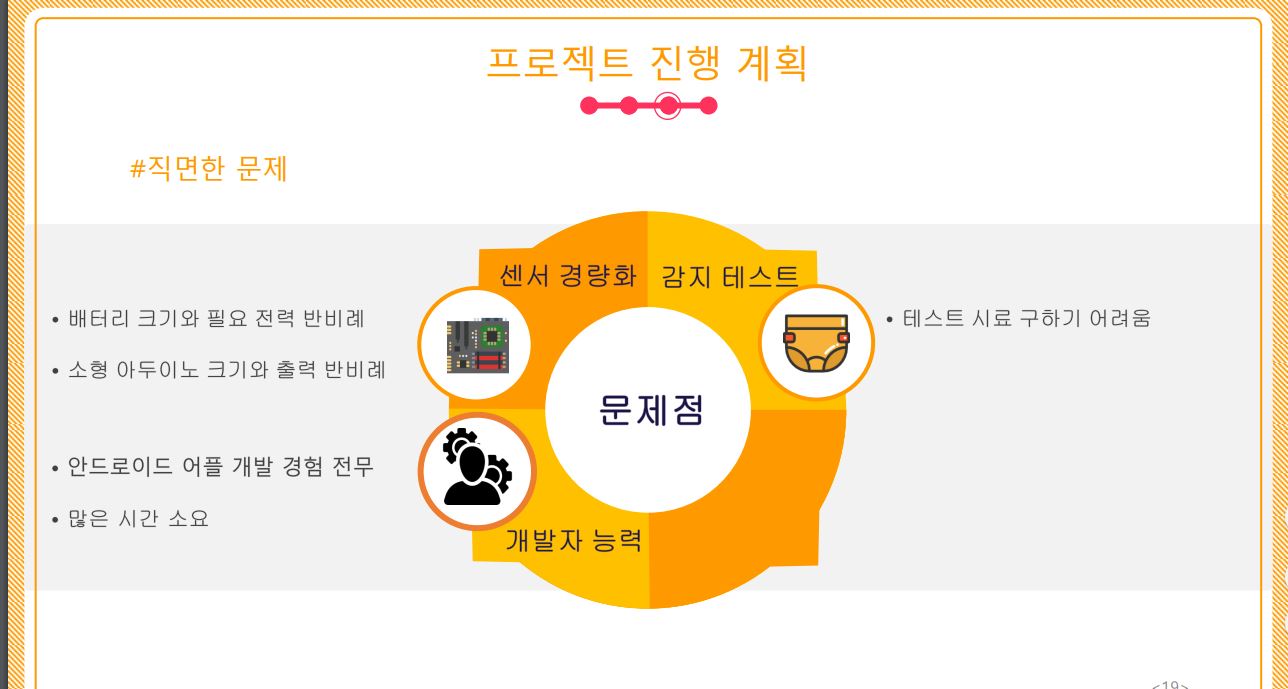 프로젝트 진행 계획
#직면한 문제
센서 경량화
감지 테스트
• 배터리 크기와 필요 전력 반비례
• 소형 아두이노 크기와 출력 반비례
• 테스트 시료 구하기 어려움
문제점
• 안드로이드 어플 개발 경험 전무
• 많은 시간 소요
개발자 능력
<19>